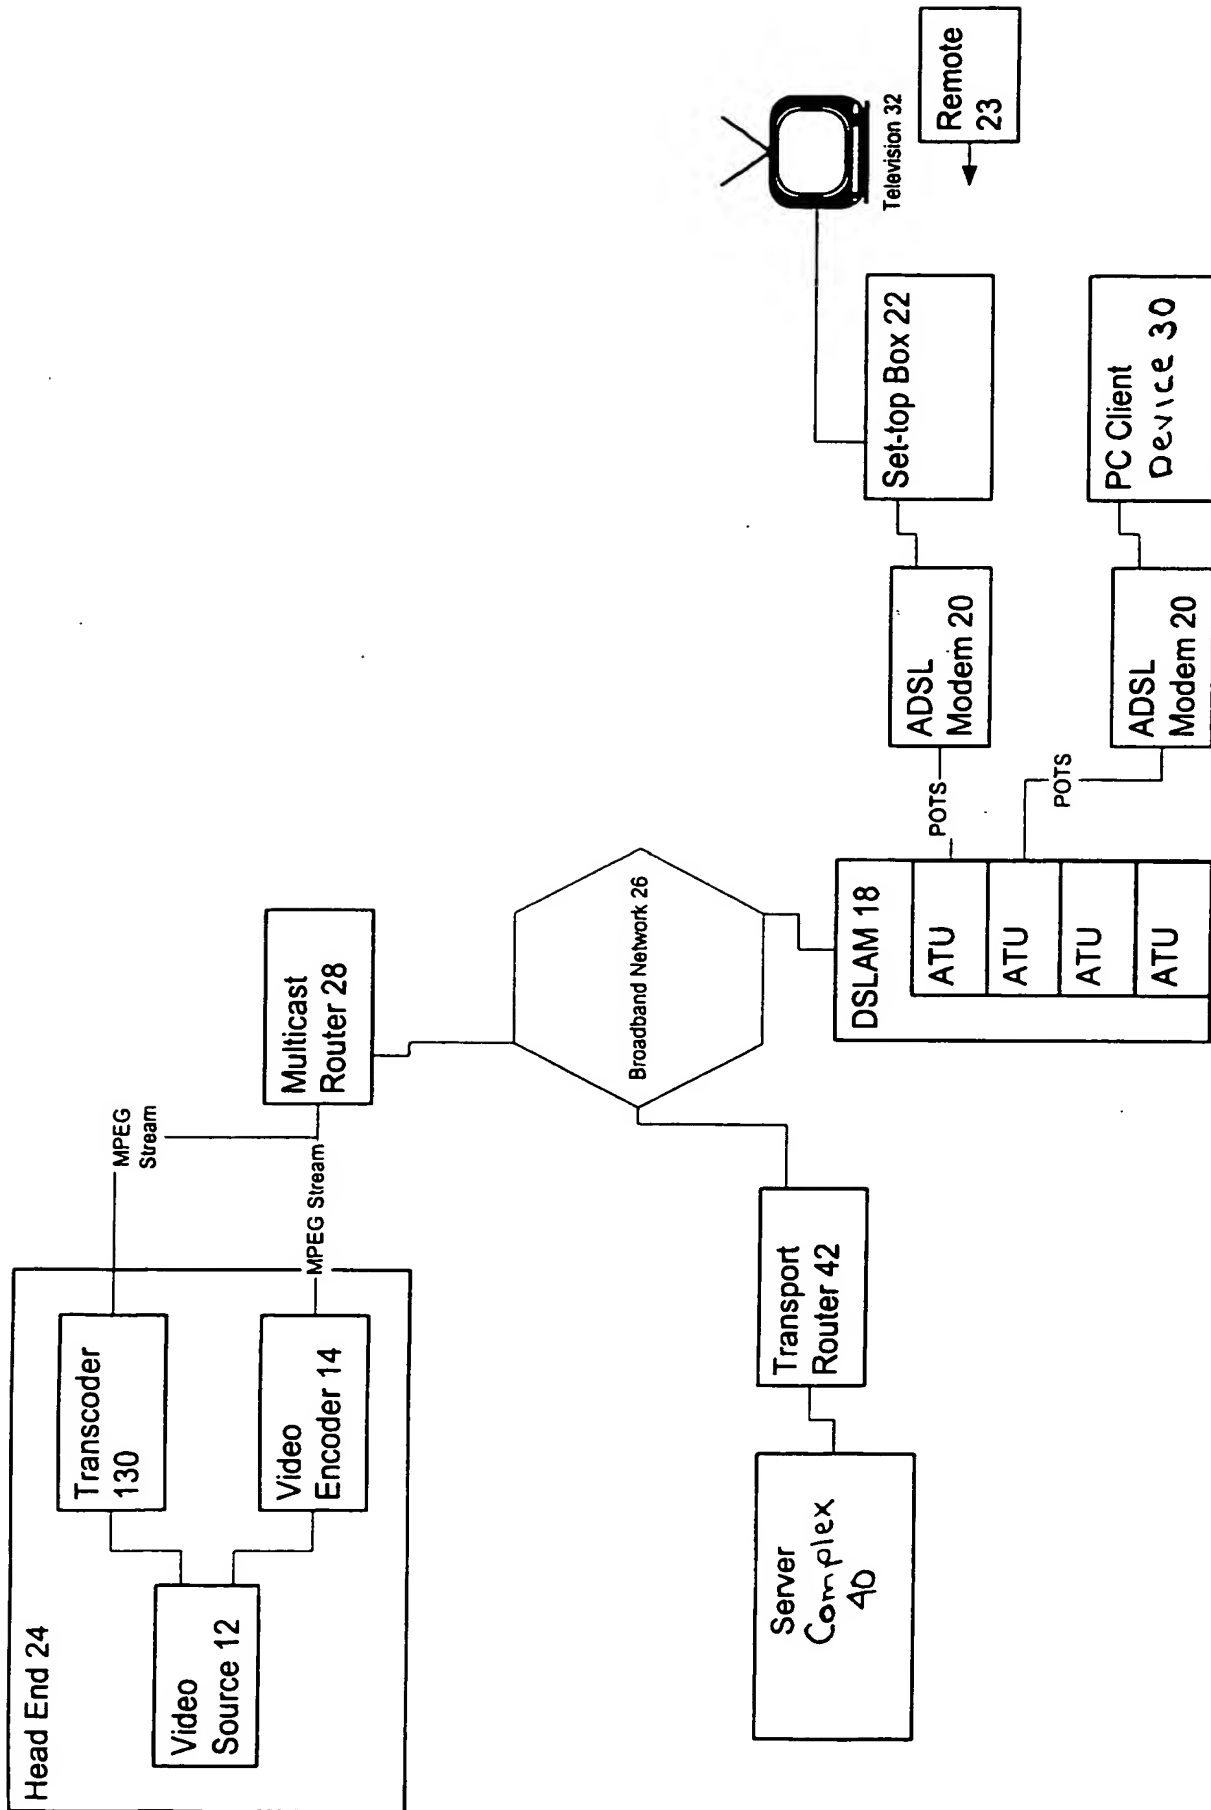 Head End 24
Video
Source 12
Transcoder
130
Video
Encoder 14
MPEG
Stream
MPEG Stream
Multicast
Router 28
Broadband Network 26
Server
Complex
40
Transport
Router 42
DSLAM 18
ATU
ATU
ATU
ATU
POTS
POTS
ADSL
Modem 20
ADSL
Modem 20
Set-top Box 22
PC Client
Device 30
Television 32
Remote
23